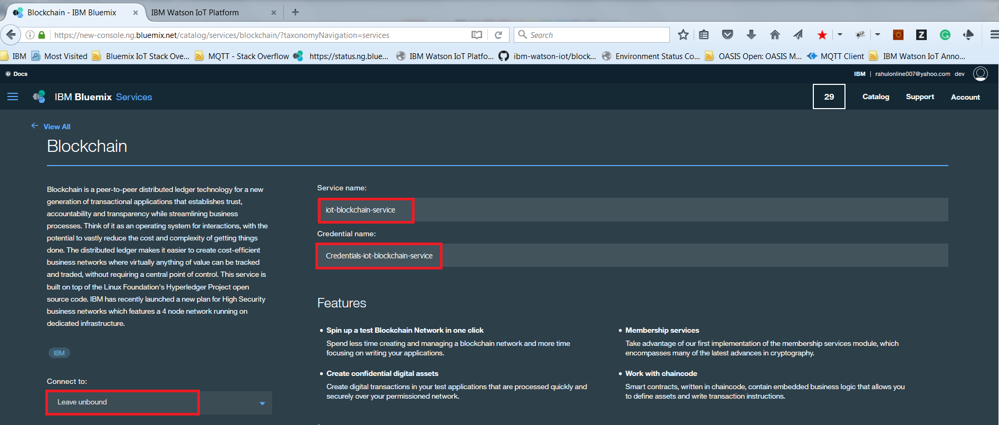 Blockchain - IBM Bluemix
IBM Watson IoT Platform
https://new-console.ng.bluemix.net/catalog/services/blockchain/?taxonomyNavigation=services
Search
IBM
Most Visited
Bluemix IoT Stack Ove...
MQTT - Stack Overflow
https://status.ng.blue...
IBM Watson IoT Platfo...
ibm-watson-iot/block...
Environment Status Co...
OASIS Open: OASIS M...
MQTT Client
IBM Watson IoT Anno...
Docs
IBM | rahulonline007@yahoo.com dev
IBM Bluemix Services
29
Catalog
Support
Account
View All
Blockchain
Blockchain is a peer-to-peer distributed ledger technology for a new
generation of transactional applications that establishes trust,
accountability and transparency while streamlining business
processes. Think of it as an operating system for interactions, with the
potential to vastly reduce the cost and complexity of getting things
done. The distributed ledger makes it easier to create cost-efficient
business networks where virtually anything of value can be tracked
and traded, without requiring a central point of control. This service is
built on top of the Linux Foundation's Hyperledger Project open
source code. IBM has recently launched a new plan for High Security
business networks which features a 4 node network running on
dedicated infrastructure.
IBM
Connect to:
Leave unbound
Service name:
iot-blockchain-service
Credential name:
Credentials-iot-blockchain-service
Features
• Spin up a test Blockchain Network in one click
Spend less time creating and managing a blockchain network and more time
focusing on writing your applications.
• Create confidential digital assets
Create digital transactions in your test applications that are processed quickly and
securely over your permissioned network.
• Membership services
Take advantage of our first implementation of the membership services module, which
encompasses many of the latest advances in cryptography.
• Work with chaincode
Smart contracts, written in chaincode, contain embedded business logic that allows you
to define assets and write transaction instructions.